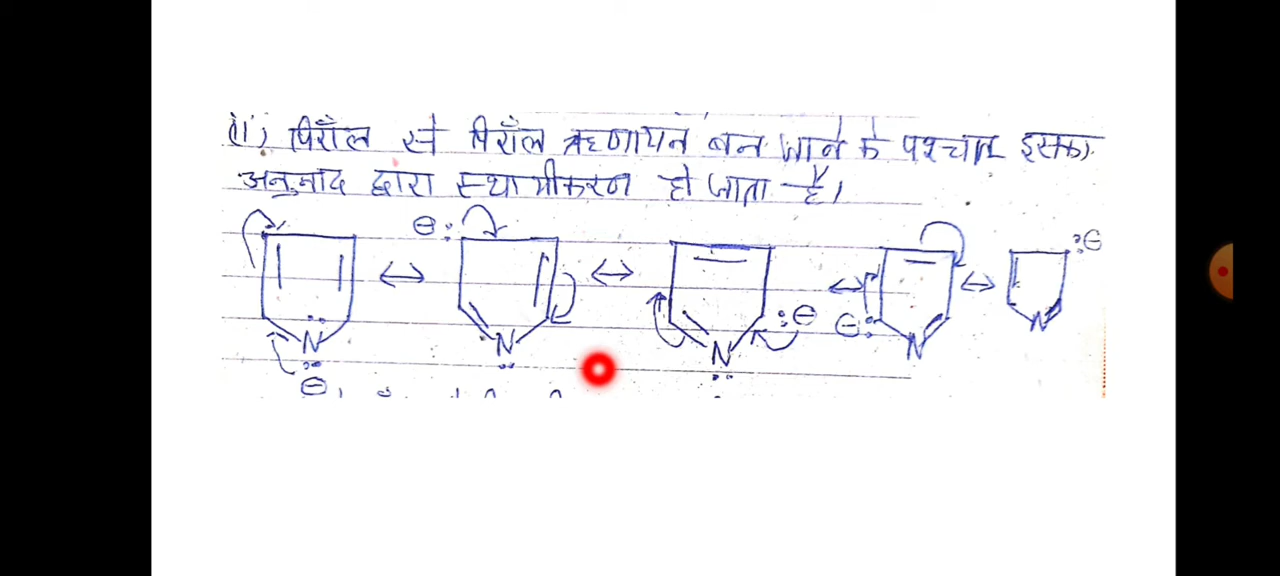 (ii) पिरॉल से पिरॉल ऋणायन बन जाने के पश्चात इसका
अनुनाद द्वारा स्थायीकरण हो जाता है।
⊖: :⊖
N N N :⊖ ⊖: N N
⊖